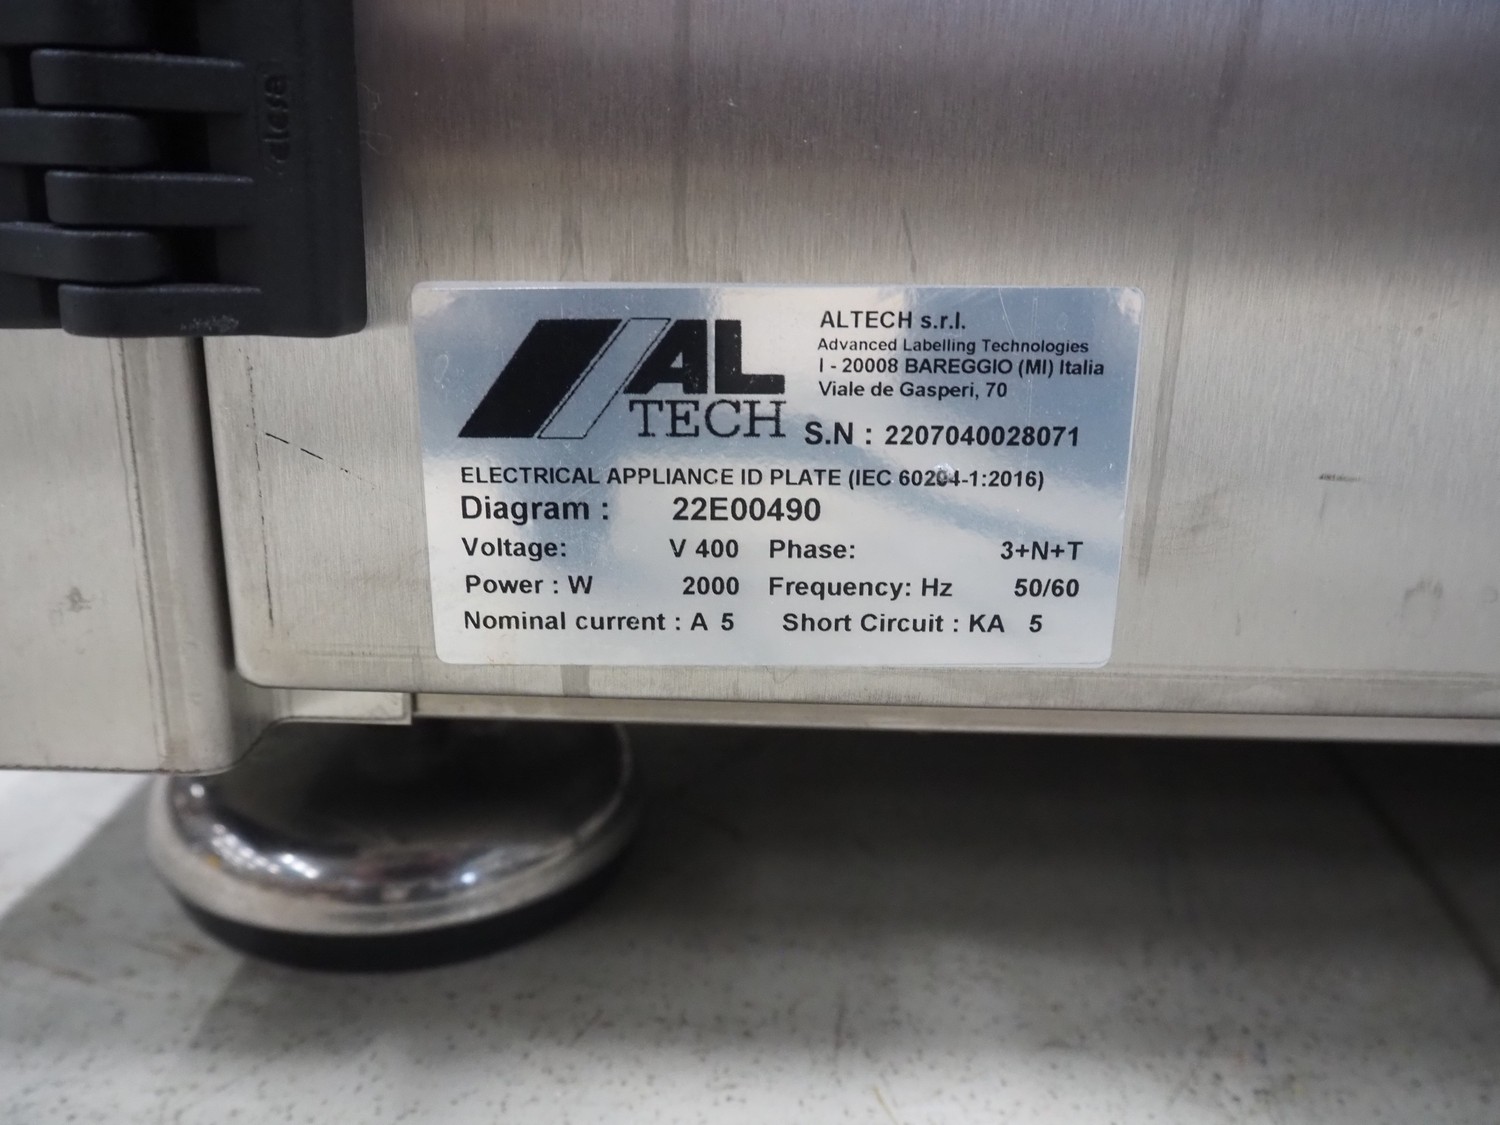 elesa
AL
TECH
ALTECH s.r.l.
Advanced Labelling Technologies
I - 20008 BAREGGIO (MI) Italia
Viale de Gasperi, 70
S.N : 2207040028071
ELECTRICAL APPLIANCE ID PLATE (IEC 60204-1:2016)
Diagram : 22E00490
Voltage: V 400 Phase: 3+N+T
Power : W 2000 Frequency: Hz 50/60
Nominal current : A 5 Short Circuit : KA 5